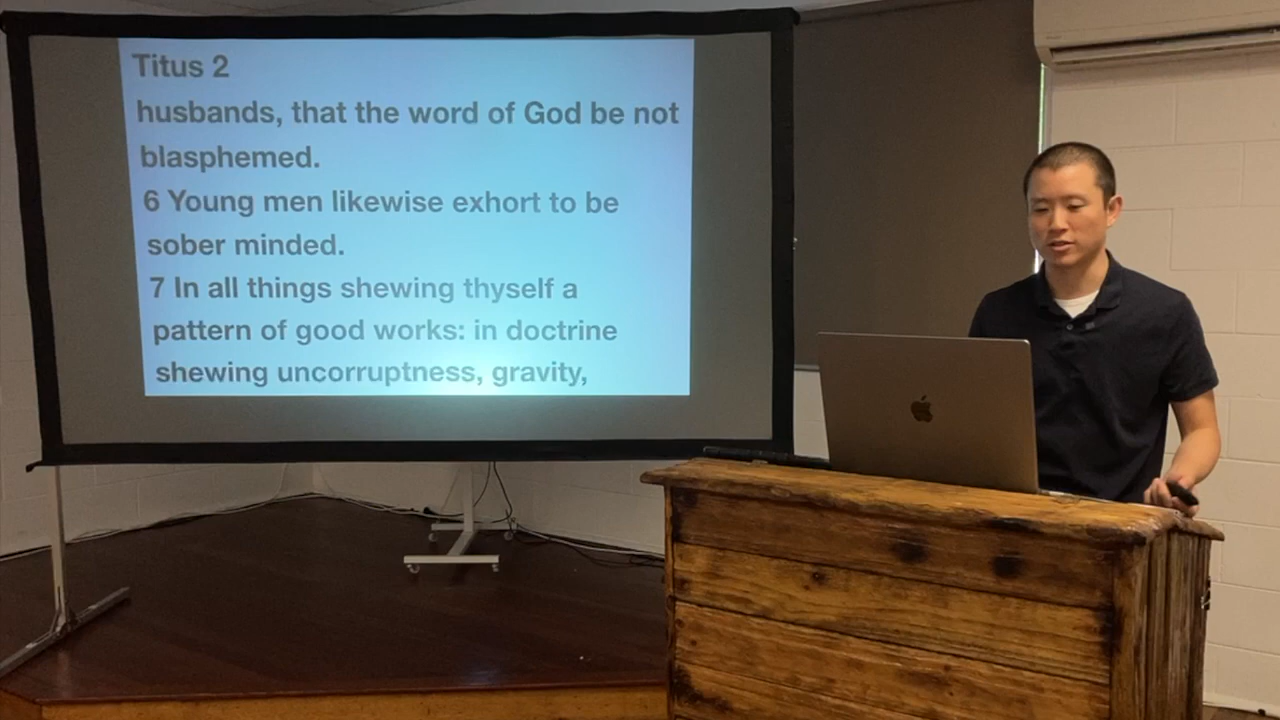 Titus 2
husbands, that the word of God be not
blasphemed.
6 Young men likewise exhort to be
sober minded.
7 In all things shewing thyself a
pattern of good works: in doctrine
shewing uncorruptness, gravity,